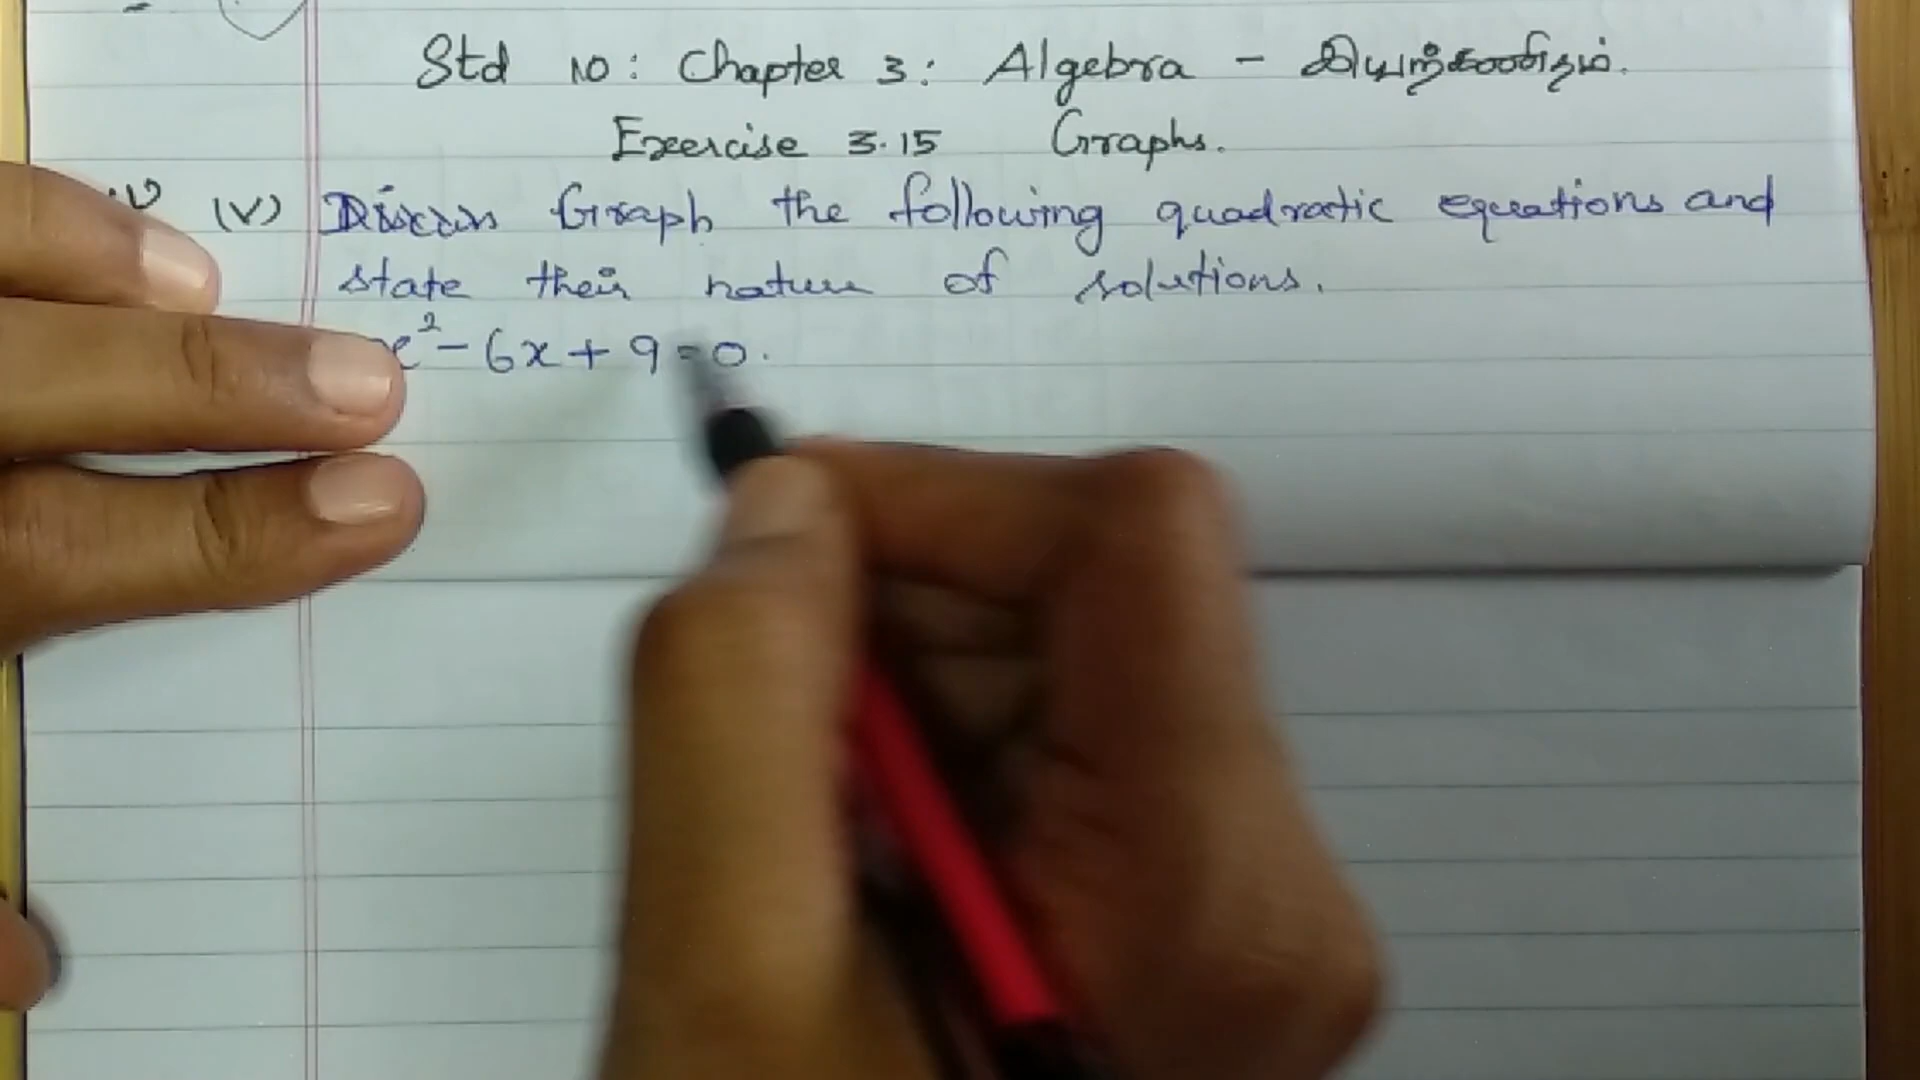 Std 10: Chapter 3: Algebra - இயற்கணிதம்.
Exercise 3.15 Graphs.
(V) Graph the following quadratic equations and
state their nature of solutions.
x² - 6x + 9 = 0.